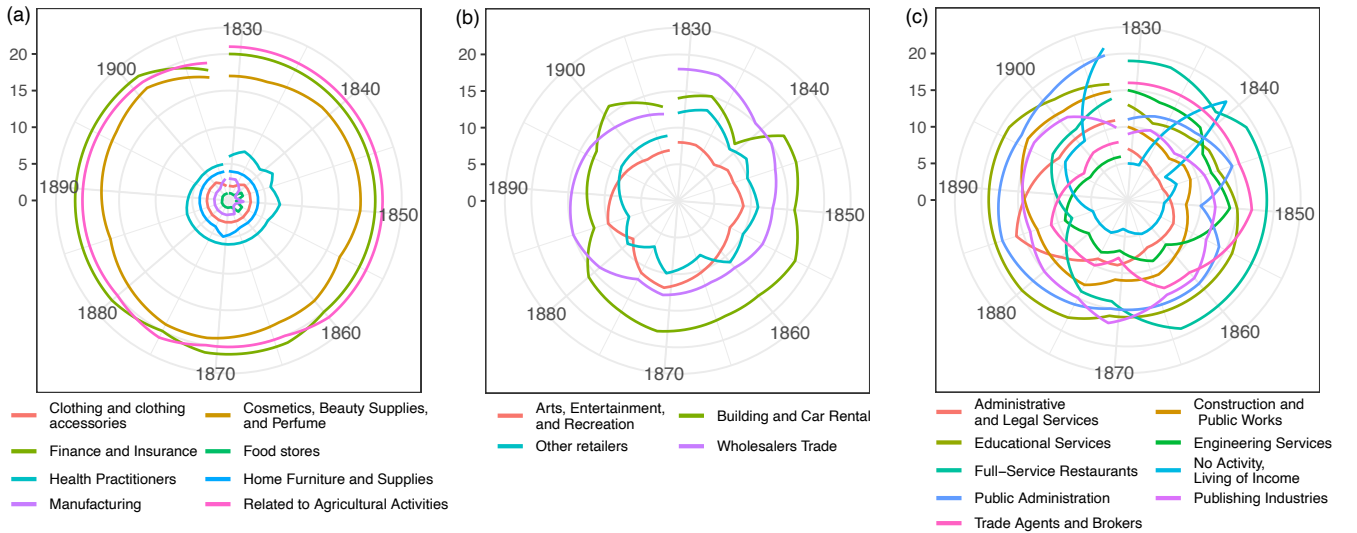 (a)
20
15
10
5
0
1830
1840
1850
1860
1870
1880
1890
1900
Clothing and clothing
accessories
Cosmetics, Beauty Supplies,
and Perfume
Finance and Insurance
Food stores
Health Practitioners
Home Furniture and Supplies
Manufacturing
Related to Agricultural Activities
(b)
20
15
10
5
0
1830
1840
1850
1860
1870
1880
1890
1900
Arts, Entertainment,
and Recreation
Building and Car Rental
Other retailers
Wholesalers Trade
(c)
20
15
10
5
0
1830
1840
1850
1860
1870
1880
1890
1900
Administrative
and Legal Services
Construction and
Public Works
Educational Services
Engineering Services
Full−Service Restaurants
No Activity,
Living of Income
Public Administration
Publishing Industries
Trade Agents and Brokers